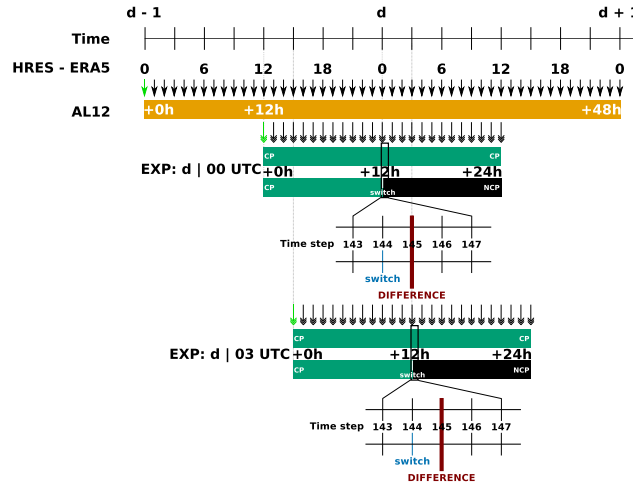 d - 1 d d + 1
Time
HRES - ERA5 0 6 12 18 0 6 12 18 0
AL12 +0h +12h +48h
CP CP
EXP: d | 00 UTC +0h +12h +24h
CP switch NCP
Time step 143 144 145 146 147
switch
DIFFERENCE
CP CP
EXP: d | 03 UTC +0h +12h +24h
CP switch NCP
Time step 143 144 145 146 147
switch
DIFFERENCE